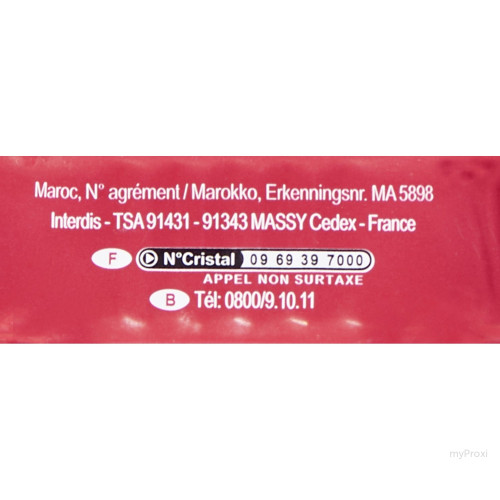 Maroc, N° agrément / Marokko, Erkenningsnr. MA 5898
Interdis - TSA 91431 - 91343 MASSY Cedex - France
F N°Cristal 09 69 39 7000
APPEL NON SURTAXE
B Tél: 0800/9.10.11
myProxi